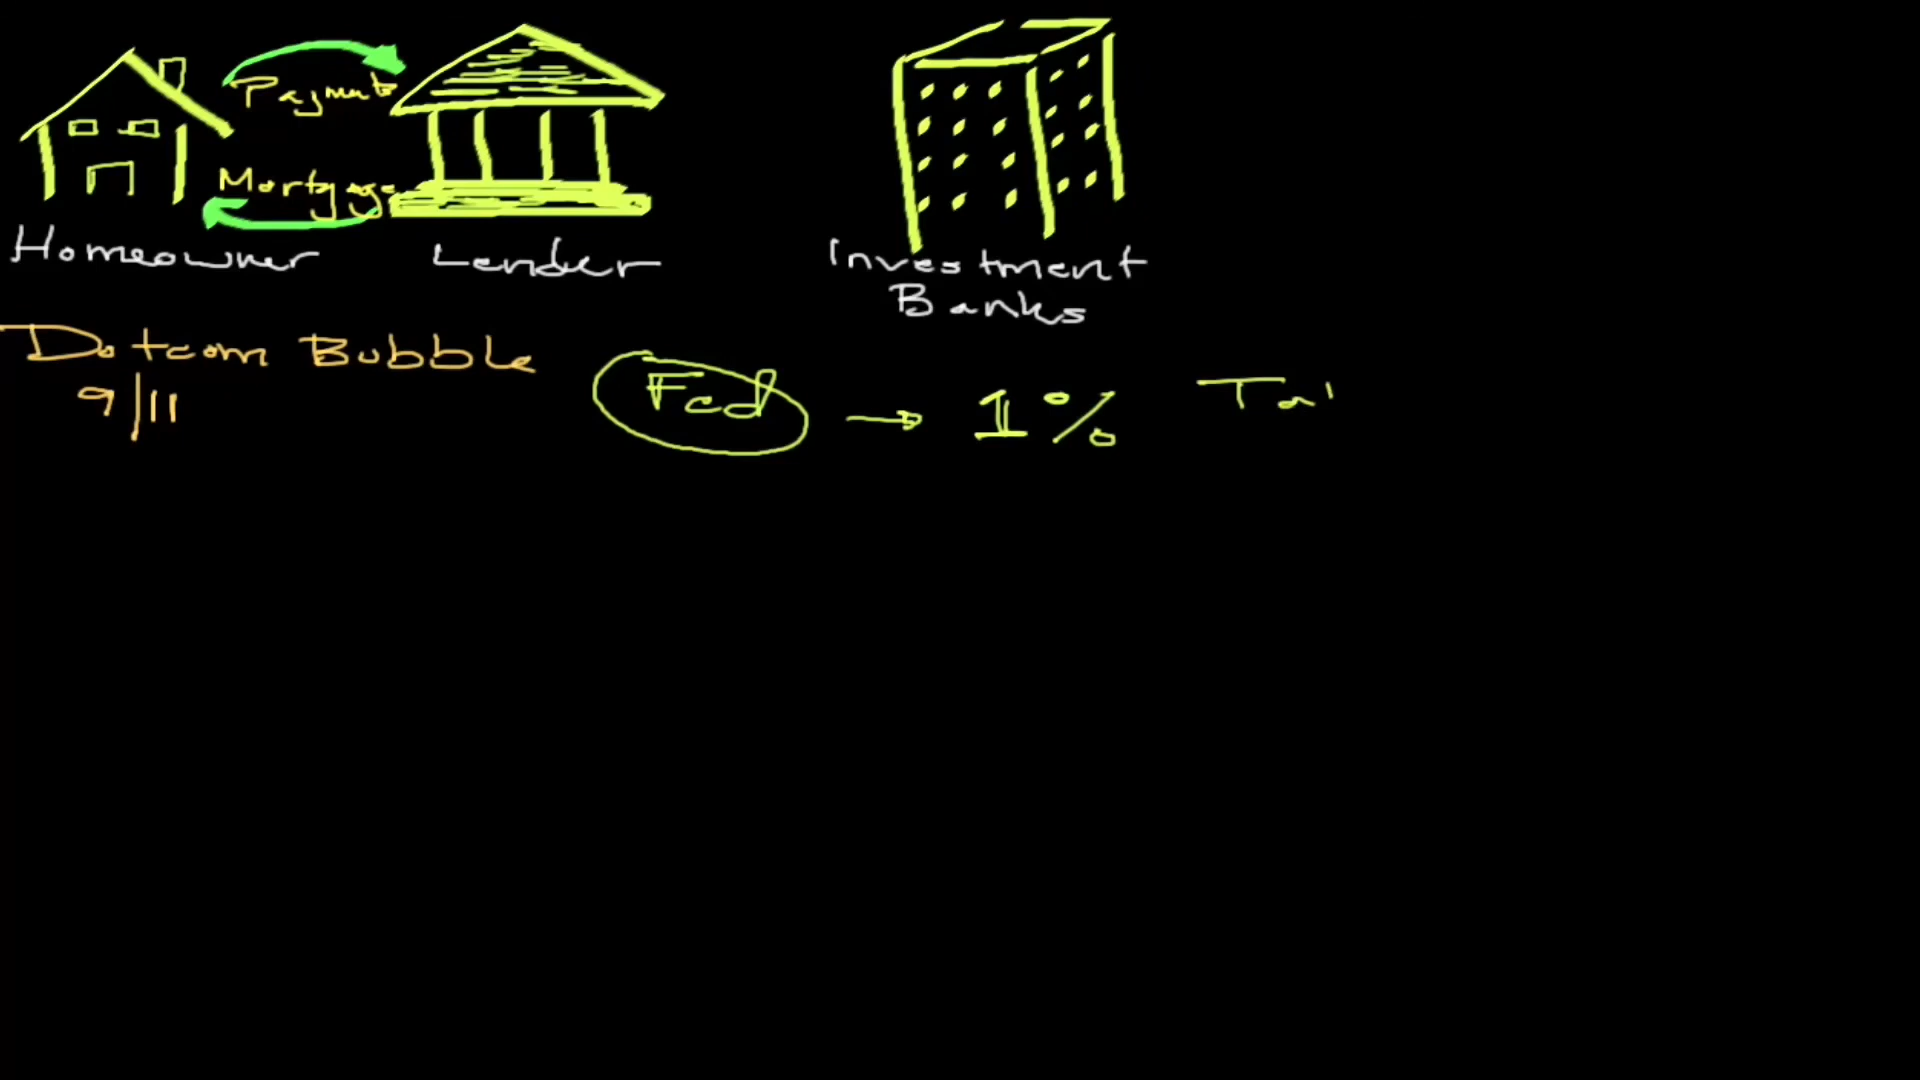 Payments
Mortgage
Homeowner Lender Investment
Banks
Dotcom Bubble
9/11
Fed → 1%